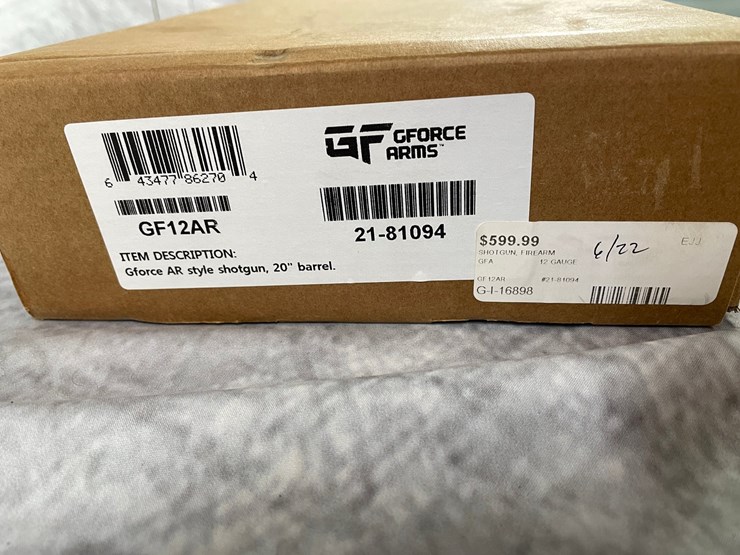 GF GFORCE
ARMS™
6 43477 86270 4
GF12AR
21-81094
ITEM DESCRIPTION:
Gforce AR style shotgun, 20" barrel.
$599.99
SHOTGUN, FIREARM
GFA 12 GAUGE
GF12AR #21-81094
G-I-16898
6/22